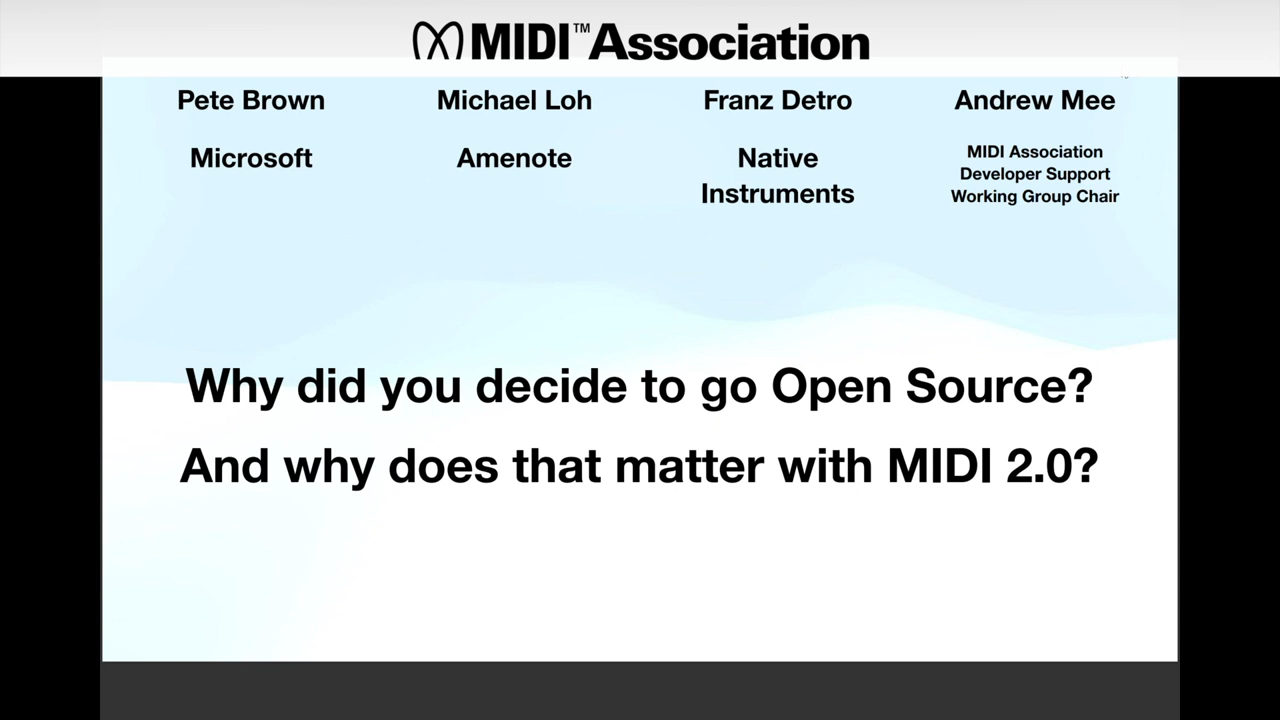 MIDI™Association
Pete Brown
Michael Loh
Franz Detro
Andrew Mee
Microsoft
Amenote
Native
Instruments
MIDI Association
Developer Support
Working Group Chair
Why did you decide to go Open Source?
And why does that matter with MIDI 2.0?